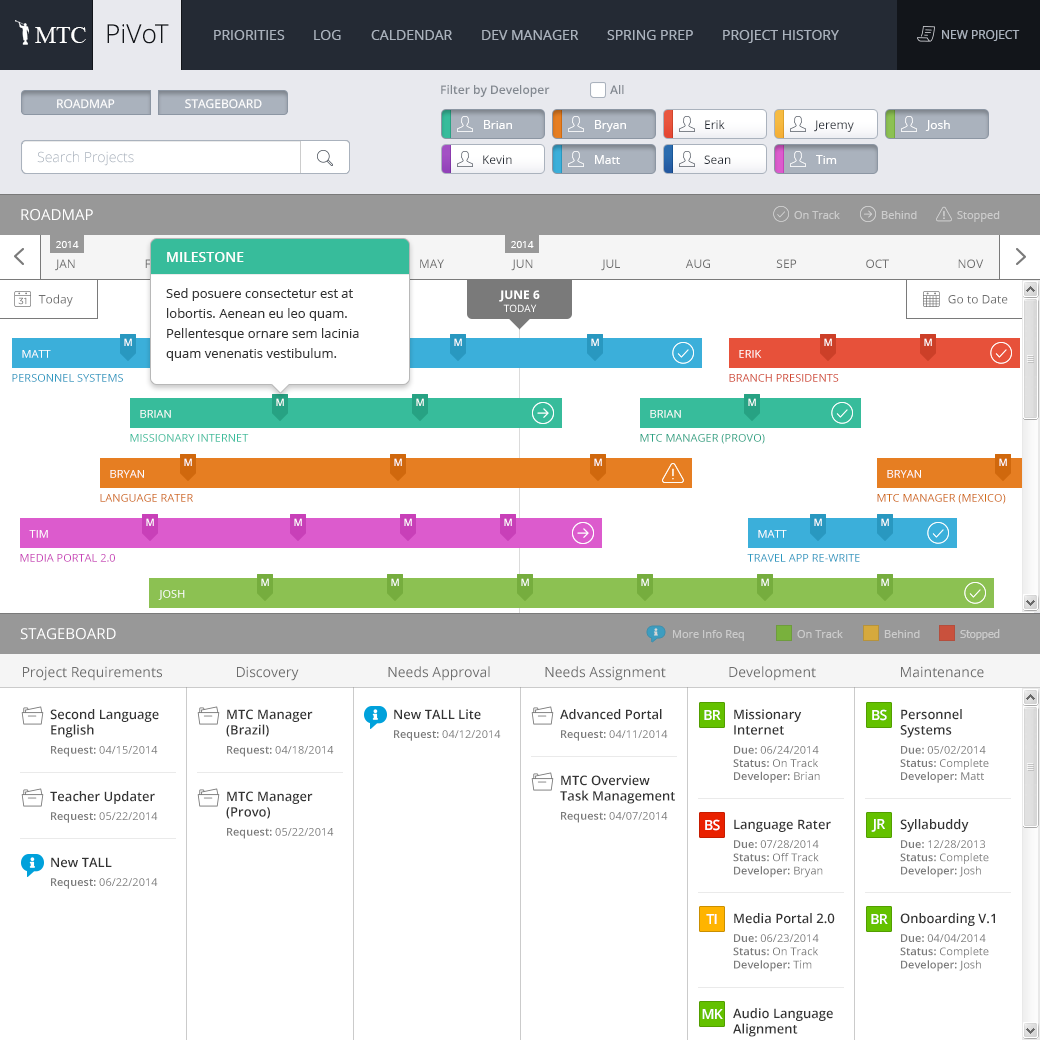 MTC
PiVoT
PRIORITIES
LOG
CALDENDAR
DEV MANAGER
SPRING PREP
PROJECT HISTORY
NEW PROJECT
ROADMAP
STAGEBOARD
Search Projects
Filter by Developer
All
Brian
Bryan
Erik
Jeremy
Josh
Kevin
Matt
Sean
Tim
ROADMAP
On Track
Behind
Stopped
2014
2014
JAN
F
MAY
JUN
JUL
AUG
SEP
OCT
NOV
MILESTONE
Sed posuere consectetur est at
lobortis. Aenean eu leo quam.
Pellentesque ornare sem lacinia
quam venenatis vestibulum.
31
Today
JUNE 6
TODAY
Go to Date
MATT
M
M
M
PERSONNEL SYSTEMS
ERIK
M
M
BRANCH PRESIDENTS
BRIAN
M
M
MISSIONARY INTERNET
BRIAN
M
MTC MANAGER (PROVO)
BRYAN
M
M
M
LANGUAGE RATER
BRYAN
M
MTC MANAGER (MEXICO)
TIM
M
M
M
M
MEDIA PORTAL 2.0
MATT
M
M
TRAVEL APP RE-WRITE
JOSH
M
M
M
M
M
M
STAGEBOARD
More Info Req
On Track
Behind
Stopped
Project Requirements
Discovery
Needs Approval
Needs Assignment
Development
Maintenance
Second Language
English
Request: 04/15/2014
Teacher Updater
Request: 05/22/2014
New TALL
Request: 06/22/2014
MTC Manager
(Brazil)
Request: 04/18/2014
MTC Manager
(Provo)
Request: 05/22/2014
New TALL Lite
Request: 04/12/2014
Advanced Portal
Request: 04/11/2014
MTC Overview
Task Management
Request: 04/07/2014
BR
Missionary
Internet
Due: 06/24/2014
Status: On Track
Developer: Brian
BS
Language Rater
Due: 07/28/2014
Status: Off Track
Developer: Bryan
TI
Media Portal 2.0
Due: 06/23/2014
Status: On Track
Developer: Tim
MK
Audio Language
Alignment
BS
Personnel
Systems
Due: 05/02/2014
Status: Complete
Developer: Matt
JR
Syllabuddy
Due: 12/28/2013
Status: Complete
Developer: Josh
BR
Onboarding V.1
Due: 04/04/2014
Status: Complete
Developer: Josh